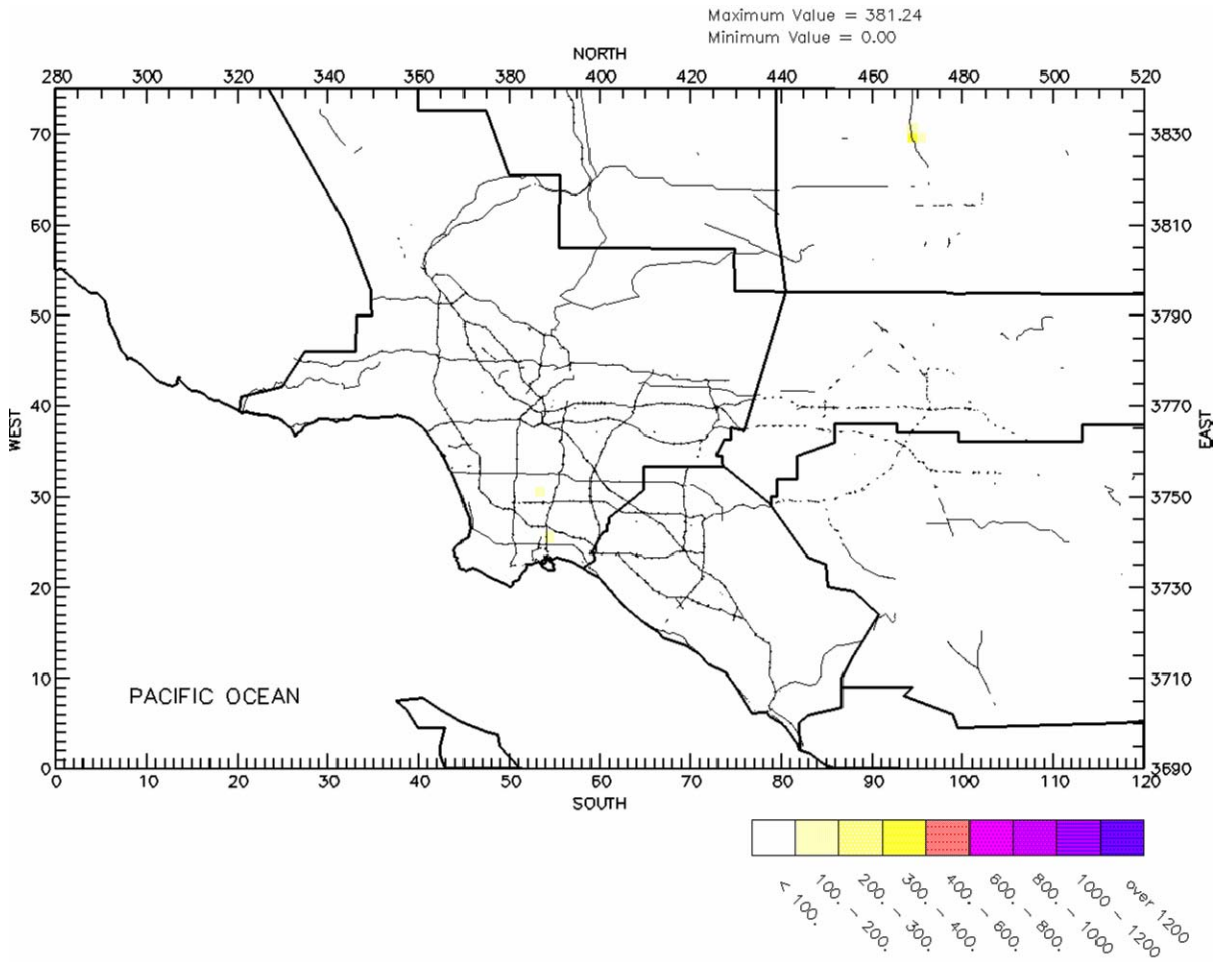 Maximum Value = 381.24
Minimum Value = 0.00
NORTH
280 300 320 340 360 380 400 420 440 460 480 500 520
70 3830
60 3810
50 3790
40 3770
WEST
EAST
30 3750
20 3730
10 3710
PACIFIC OCEAN
0 3690
0 10 20 30 40 50 60 70 80 90 100 110 120
SOUTH
< 100.
100. – 200.
200. – 300.
300. – 400.
400. – 600.
600. – 800.
800. – 1000
1000 – 1200
over 1200